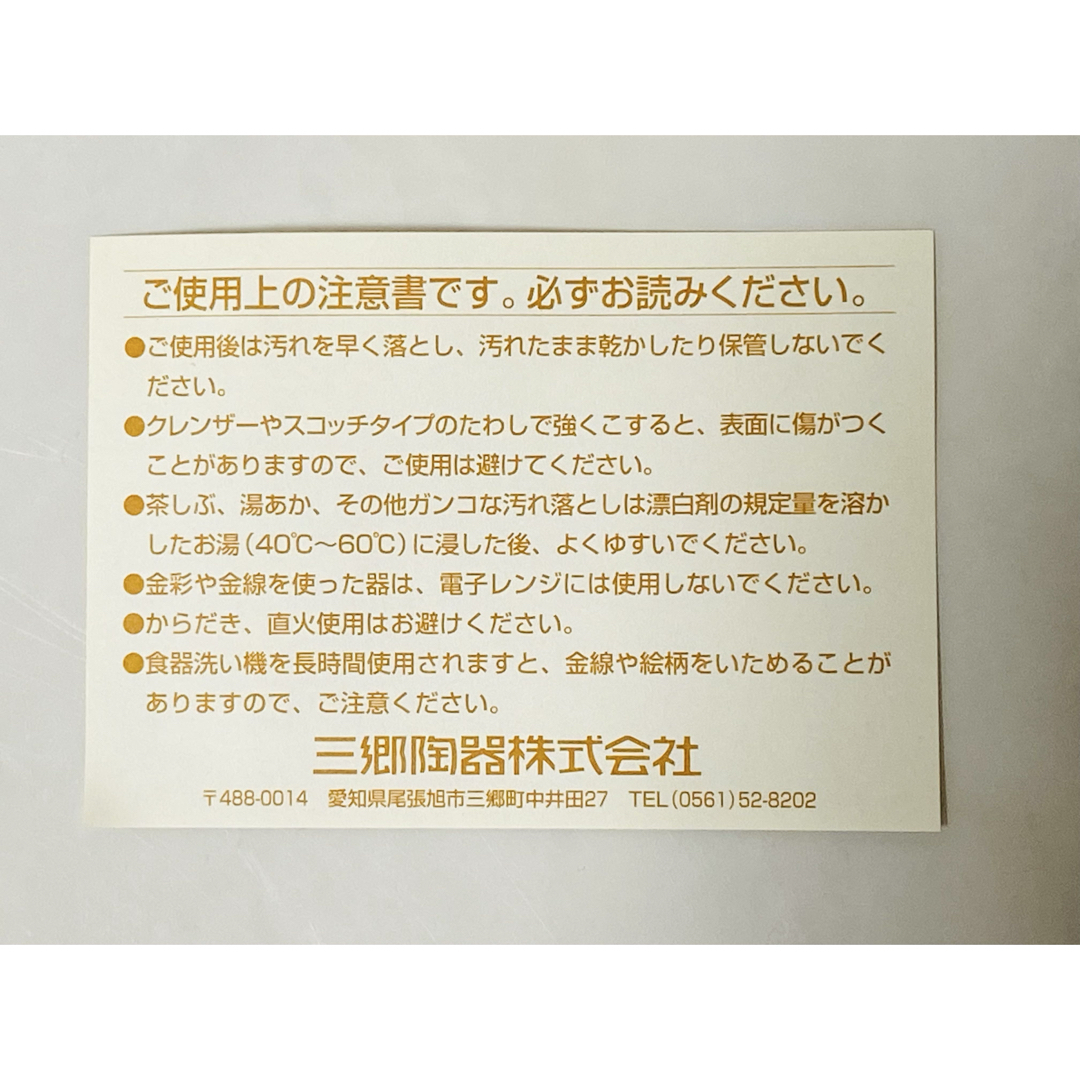 ご使用上の注意書です。必ずお読みください。
●ご使用後は汚れを早く落とし、汚れたまま乾かしたり保管しないでく
ださい。
●クレンザーやスコッチタイプのたわしで強くこすると、表面に傷がつく
ことがありますので、ご使用は避けてください。
●茶しぶ、湯あか、その他ガンコな汚れ落としは漂白剤の規定量を溶か
したお湯(40℃〜60℃)に浸した後、よくゆすいでください。
●金彩や金線を使った器は、電子レンジには使用しないでください。
●からだき、直火使用はお避けください。
●食器洗い機を長時間使用されますと、金線や絵柄をいためることが
ありますので、ご注意ください。
三郷陶器株式会社
〒488-0014 愛知県尾張旭市三郷町中井田27 TEL(0561)52-8202